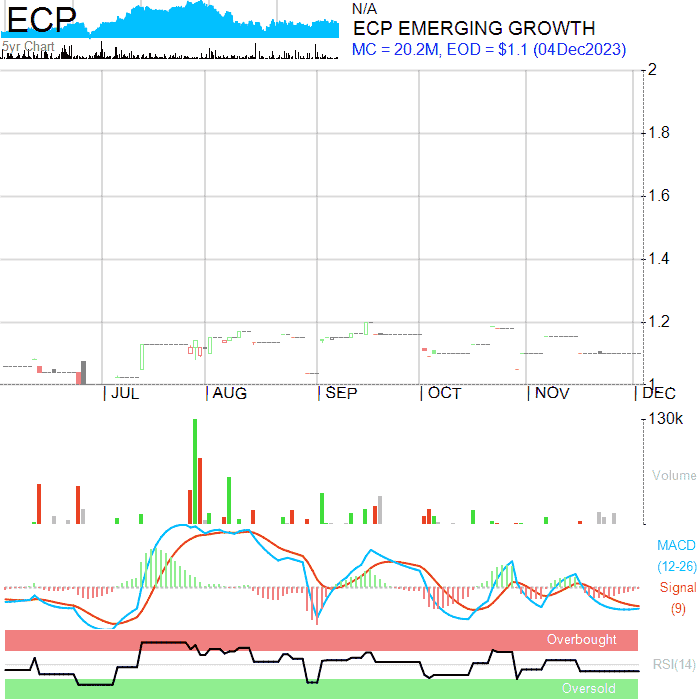 ECP
5yr Chart
N/A
ECP EMERGING GROWTH
MC = 20.2M, EOD = $1.1 (04Dec2023)
2
1.8
1.6
1.4
1.2
1
JUL
AUG
SEP
OCT
NOV
DEC
130k
Volume
MACD
(12-26)
Signal
(9)
Overbought
RSI(14)
Oversold